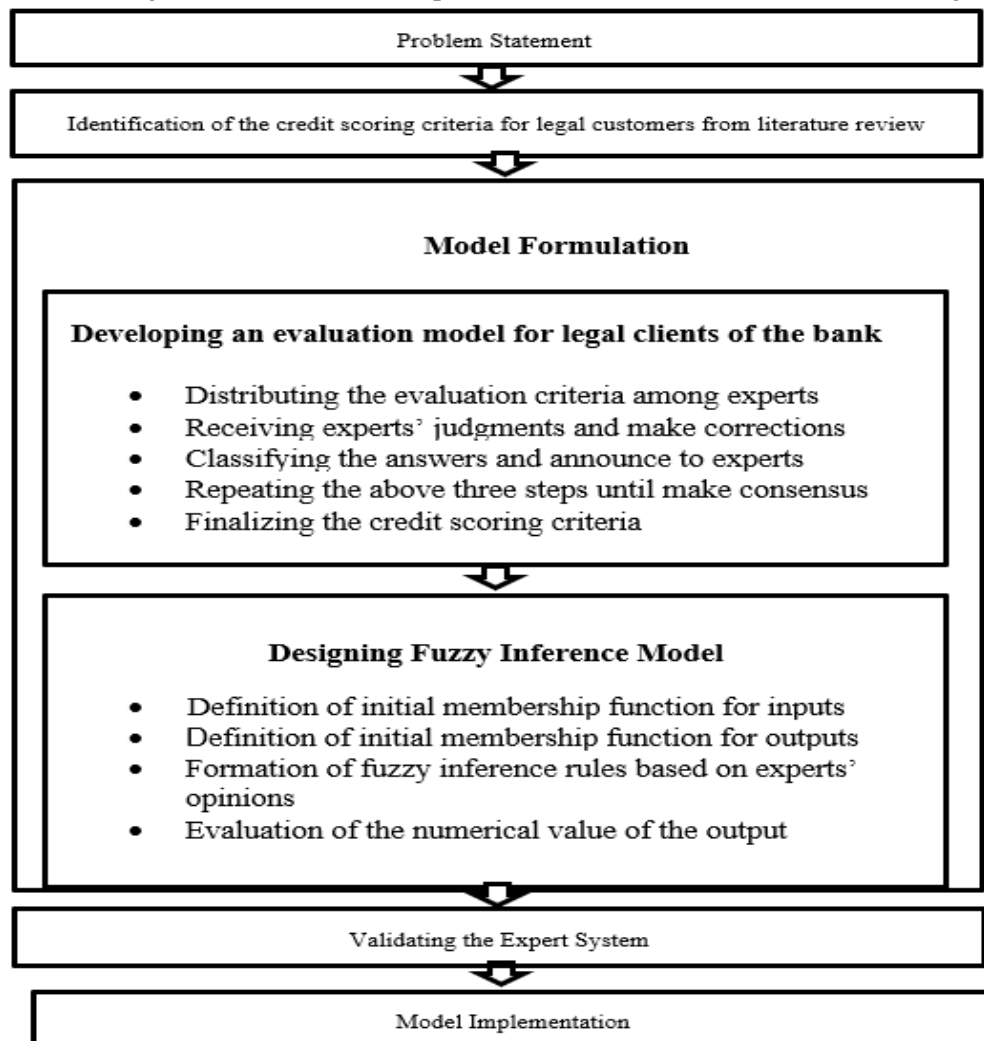 Problem Statement
Identification of the credit scoring criteria for legal customers from literature review
Model Formulation
Developing an evaluation model for legal clients of the bank
• Distributing the evaluation criteria among experts
• Receiving experts’ judgments and make corrections
• Classifying the answers and announce to experts
• Repeating the above three steps until make consensus
• Finalizing the credit scoring criteria
Designing Fuzzy Inference Model
• Definition of initial membership function for inputs
• Definition of initial membership function for outputs
• Formation of fuzzy inference rules based on experts’
opinions
• Evaluation of the numerical value of the output
Validating the Expert System
Model Implementation